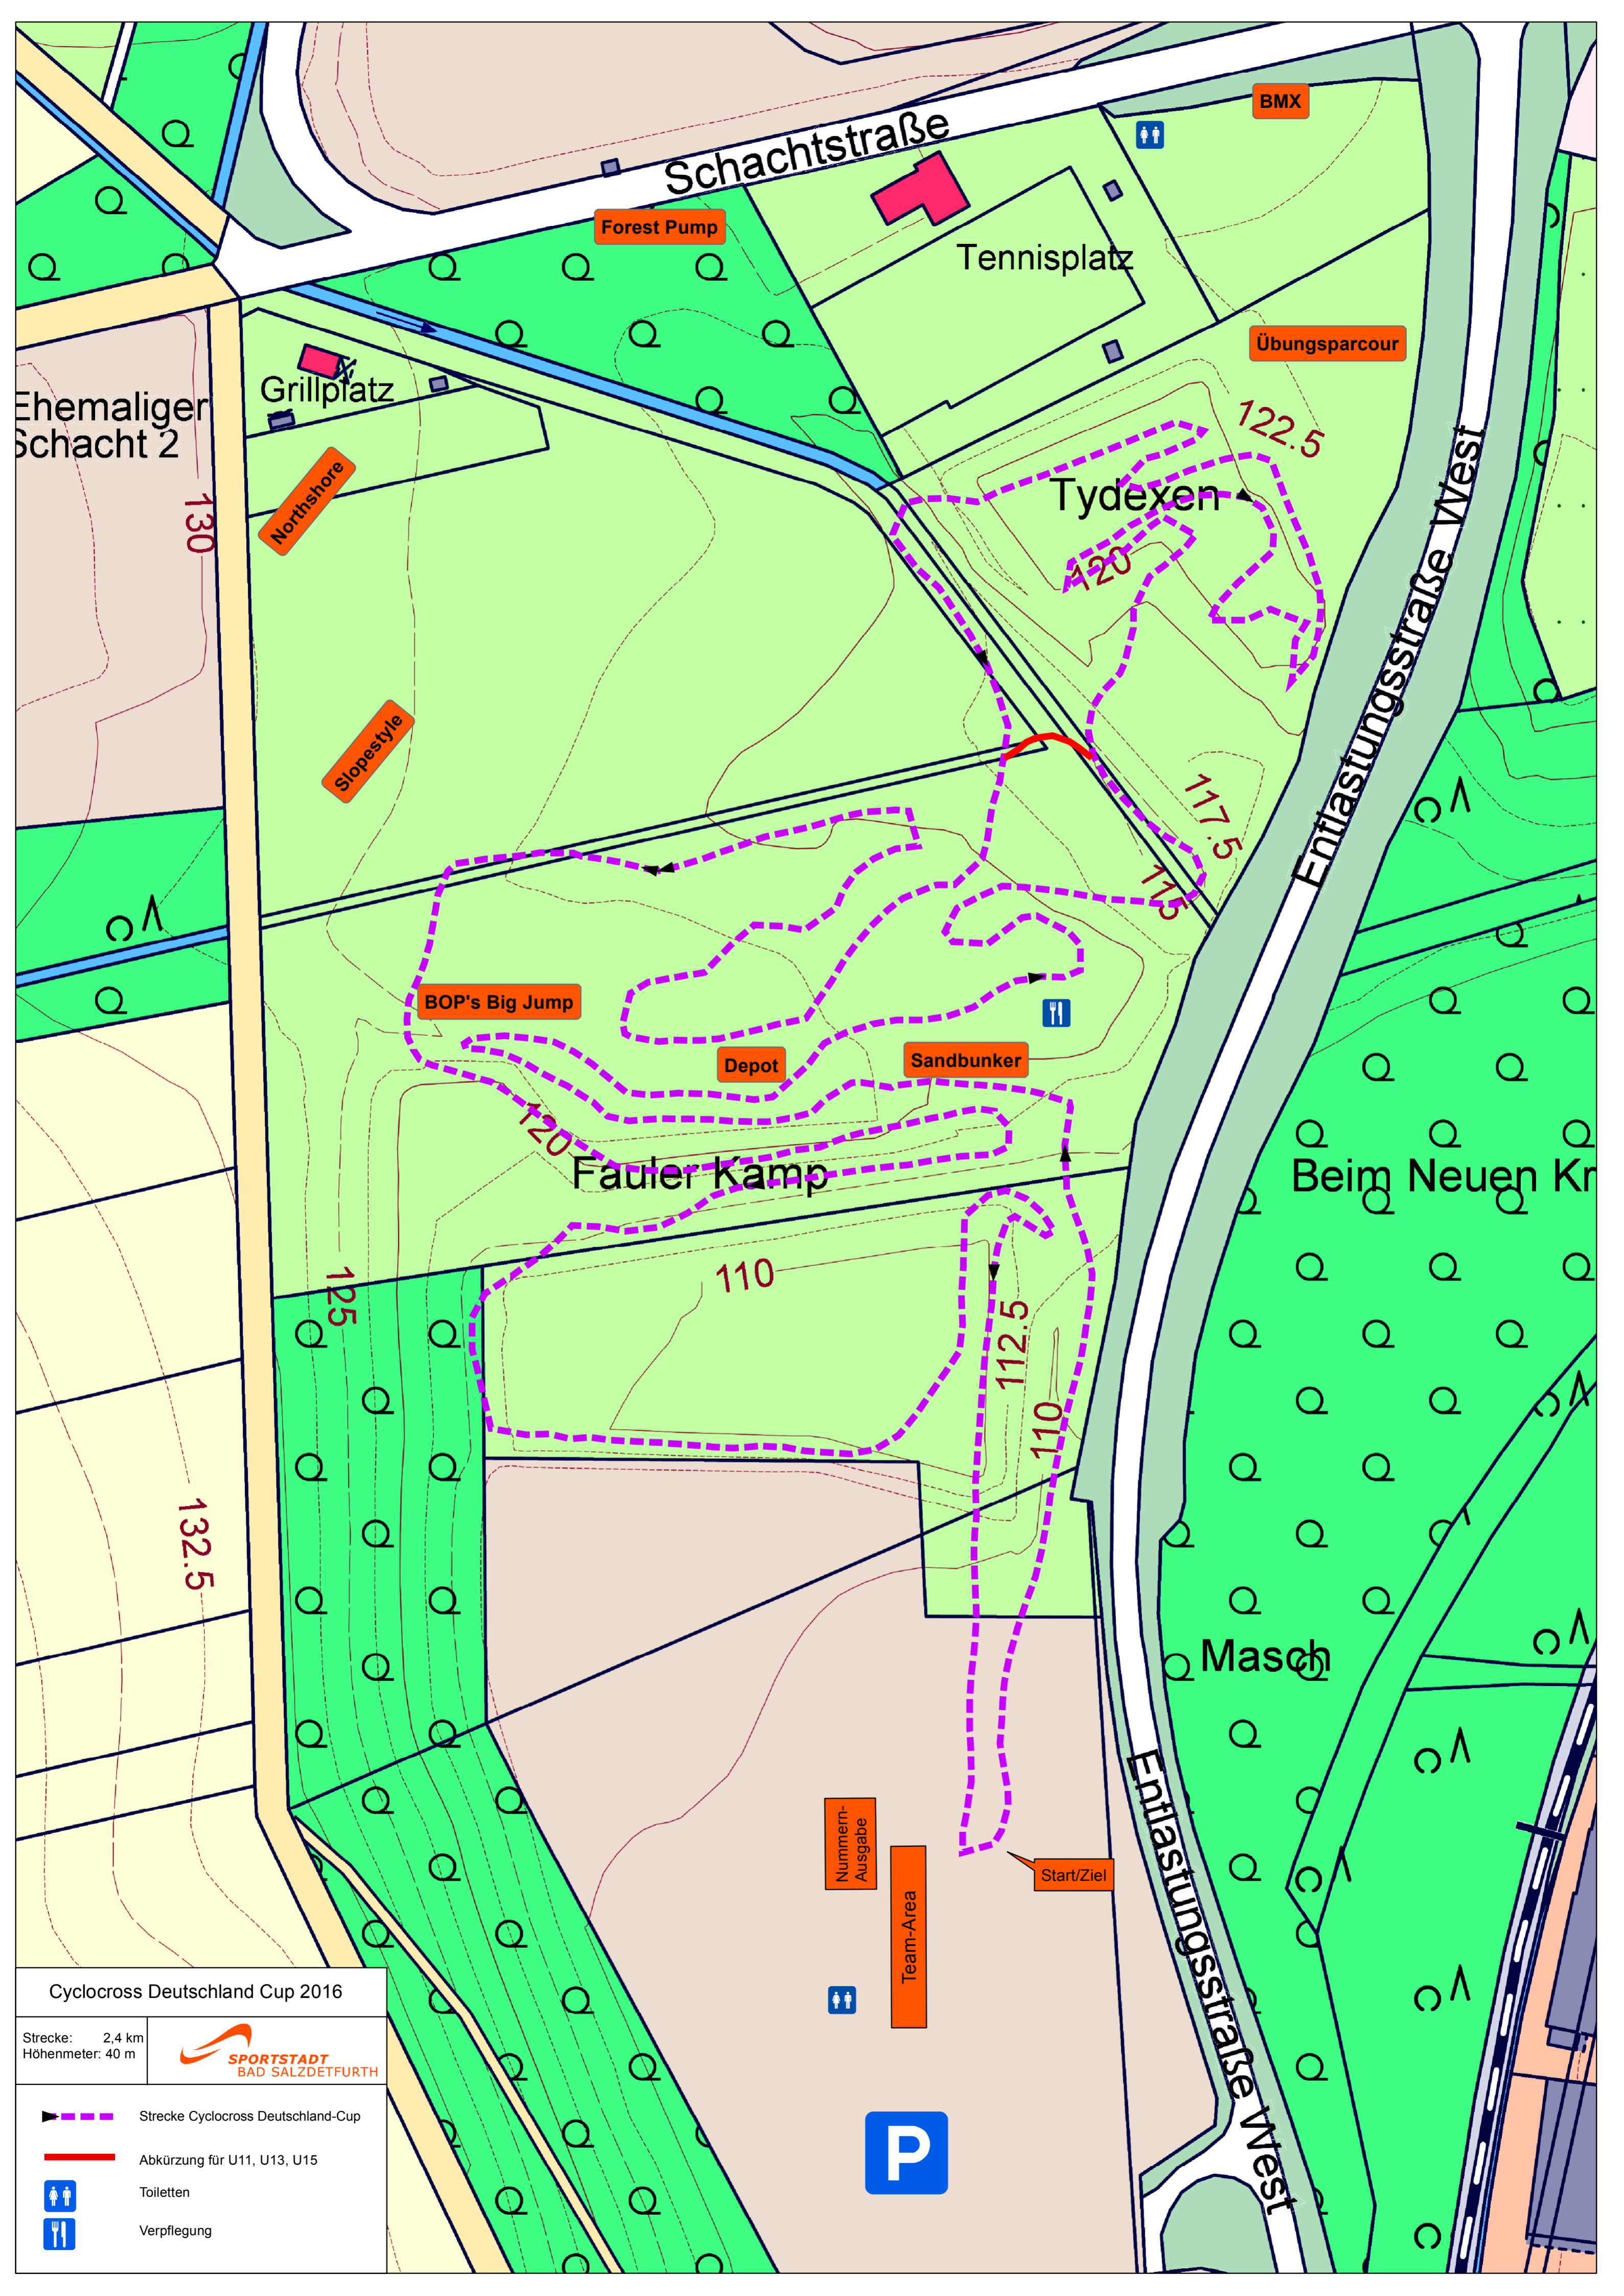 BMX
Schachtstraße
Forest Pump
Tennisplatz
Übungsparcour
Grillplatz
Ehemaliger
Schacht 2
122.5
Northshore
130
Tydexen
120
Entlastungsstraße West
Slopestyle
117.5
115
BOP's Big Jump
Depot
Sandbunker
120
Fauler Kamp
Beim Neuen Kr
110
125
112.5
110
132.5
Masch
Nummern-
Ausgabe
Start/Ziel
Team-Area
Entlastungsstraße West
P
Cyclocross Deutschland Cup 2016
Strecke: 2,4 km
Höhenmeter: 40 m
SPORTSTADT
BAD SALZDETFURTH
Strecke Cyclocross Deutschland-Cup
Abkürzung für U11, U13, U15
Toiletten
Verpflegung